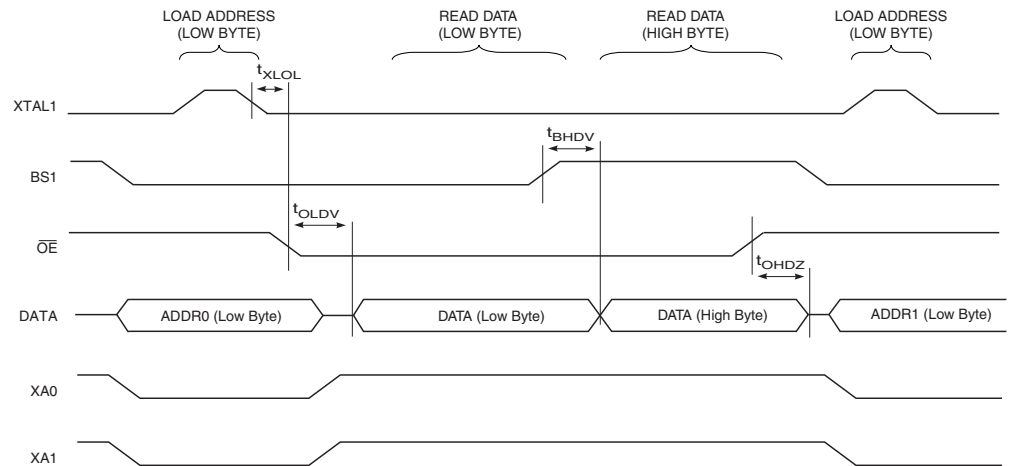 LOAD ADDRESS
(LOW BYTE)
READ DATA
(LOW BYTE)
READ DATA
(HIGH BYTE)
LOAD ADDRESS
(LOW BYTE)
tXLOL
XTAL1
tBHDV
BS1
tOLDV
OE
tOHDZ
DATA
ADDR0 (Low Byte)
DATA (Low Byte)
DATA (High Byte)
ADDR1 (Low Byte)
XA0
XA1